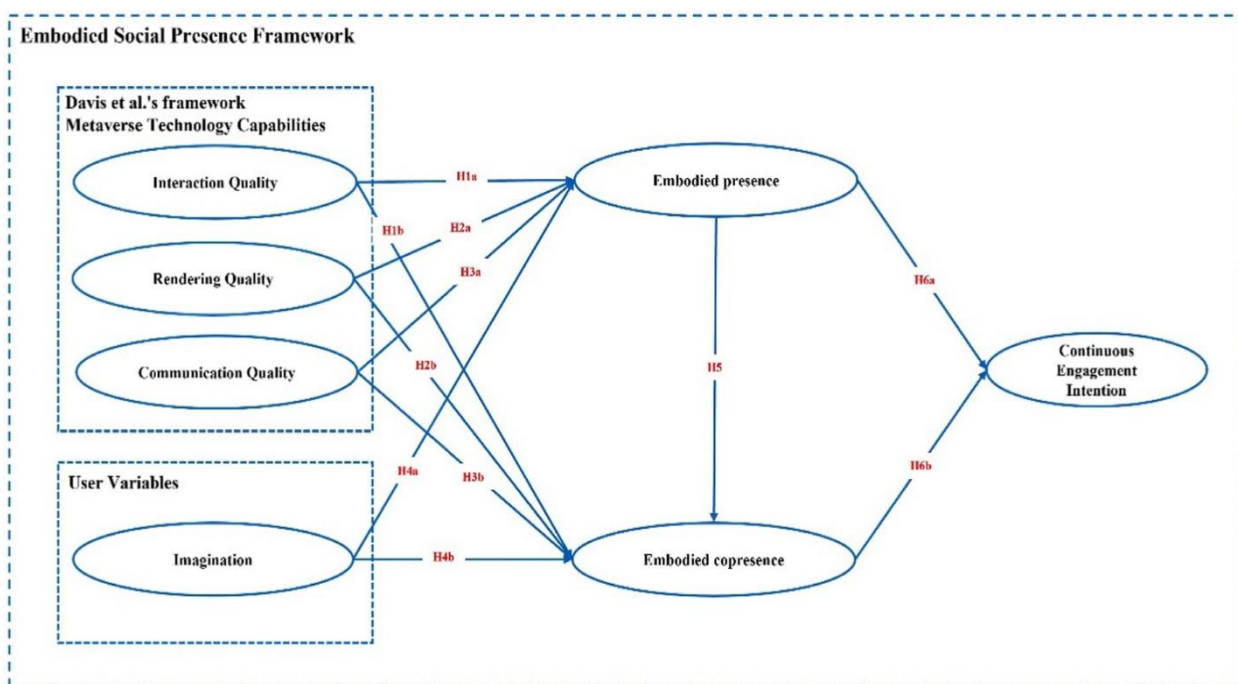 Embodied Social Presence Framework
Davis et al.'s framework
Metaverse Technology Capabilities
Interaction Quality
H1a
Embodied presence
H1b
H2a
Rendering Quality
H3a
H6a
Communication Quality
H2b
H5
Continuous
Engagement
Intention
User Variables
H4a
H3b
H6b
Imagination
H4b
Embodied copresence